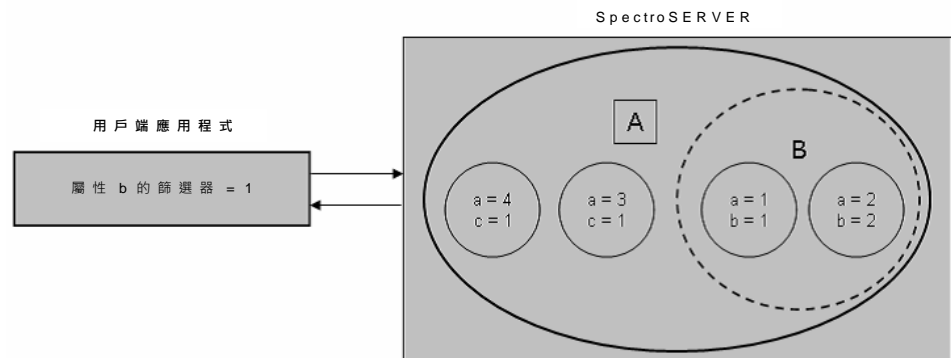 SpectroSERVER
用戶端應用程式
屬性 b 的篩選器 = 1
A
B
a = 4
c = 1
a = 3
c = 1
a = 1
b = 1
a = 2
b = 2